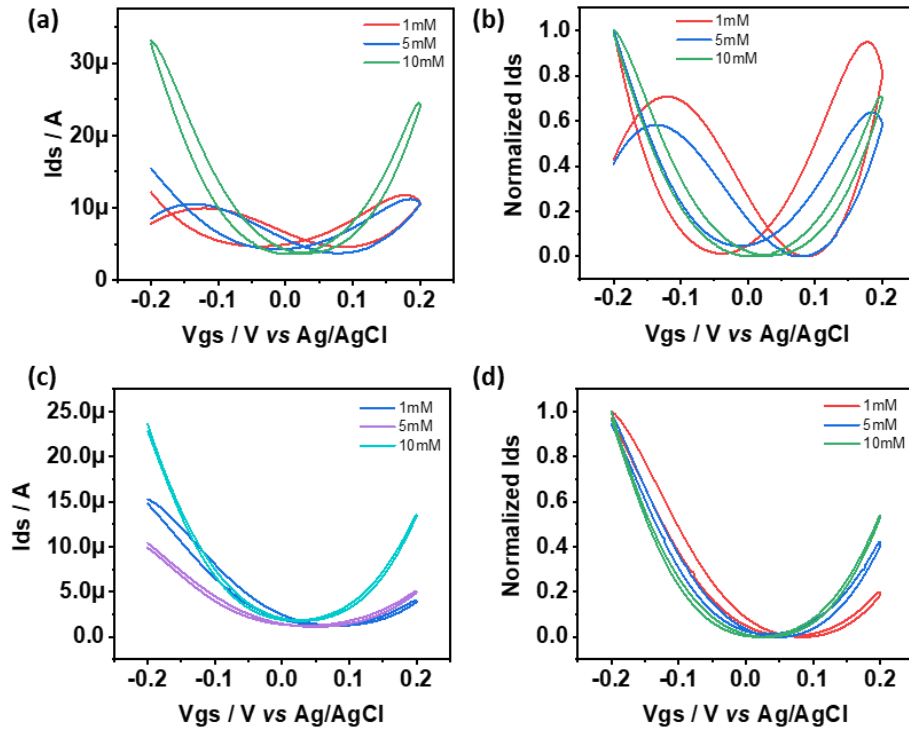 (a)
Ids / A
30µ
20µ
10µ
0
-0.2 -0.1 0.0 0.1 0.2
Vgs / V vs Ag/AgCl
1mM
5mM
10mM
(b)
Normalized Ids
1.0
0.8
0.6
0.4
0.2
0.0
-0.2 -0.1 0.0 0.1 0.2
Vgs / V vs Ag/AgCl
1mM
5mM
10mM
(c)
Ids / A
25.0µ
20.0µ
15.0µ
10.0µ
5.0µ
0.0
-0.2 -0.1 0.0 0.1 0.2
Vgs / V vs Ag/AgCl
1mM
5mM
10mM
(d)
Normalized Ids
1.0
0.8
0.6
0.4
0.2
0.0
-0.2 -0.1 0.0 0.1 0.2
Vgs / V vs Ag/AgCl
1mM
5mM
10mM